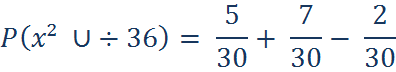 P(x² ∪ ÷ 36) = 5/30 + 7/30 − 2/30